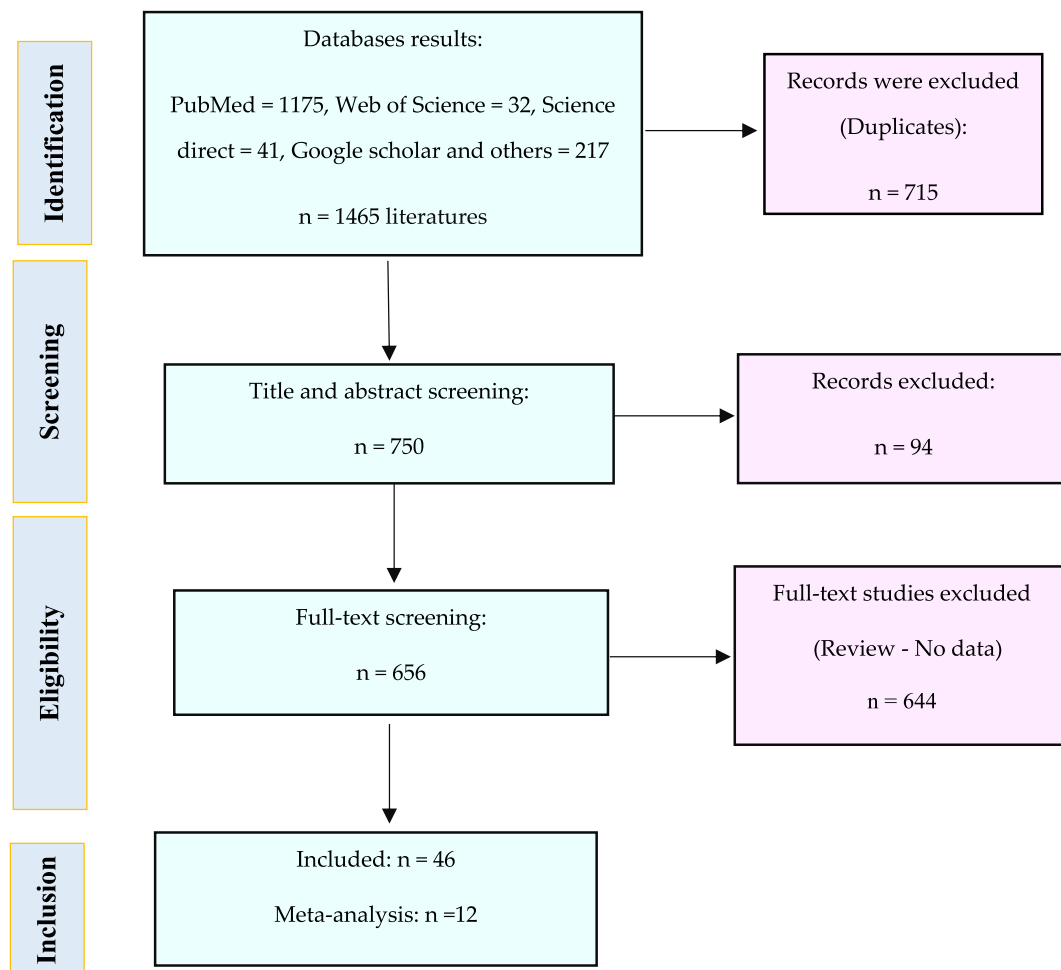 Identification
Databases results:
PubMed = 1175, Web of Science = 32, Science
direct = 41, Google scholar and others = 217
n = 1465 literatures
Records were excluded
(Duplicates):
n = 715
Screening
Title and abstract screening:
n = 750
Records excluded:
n = 94
Eligibility
Full-text screening:
n = 656
Full-text studies excluded
(Review - No data)
n = 644
Inclusion
Included: n = 46
Meta-analysis: n =12